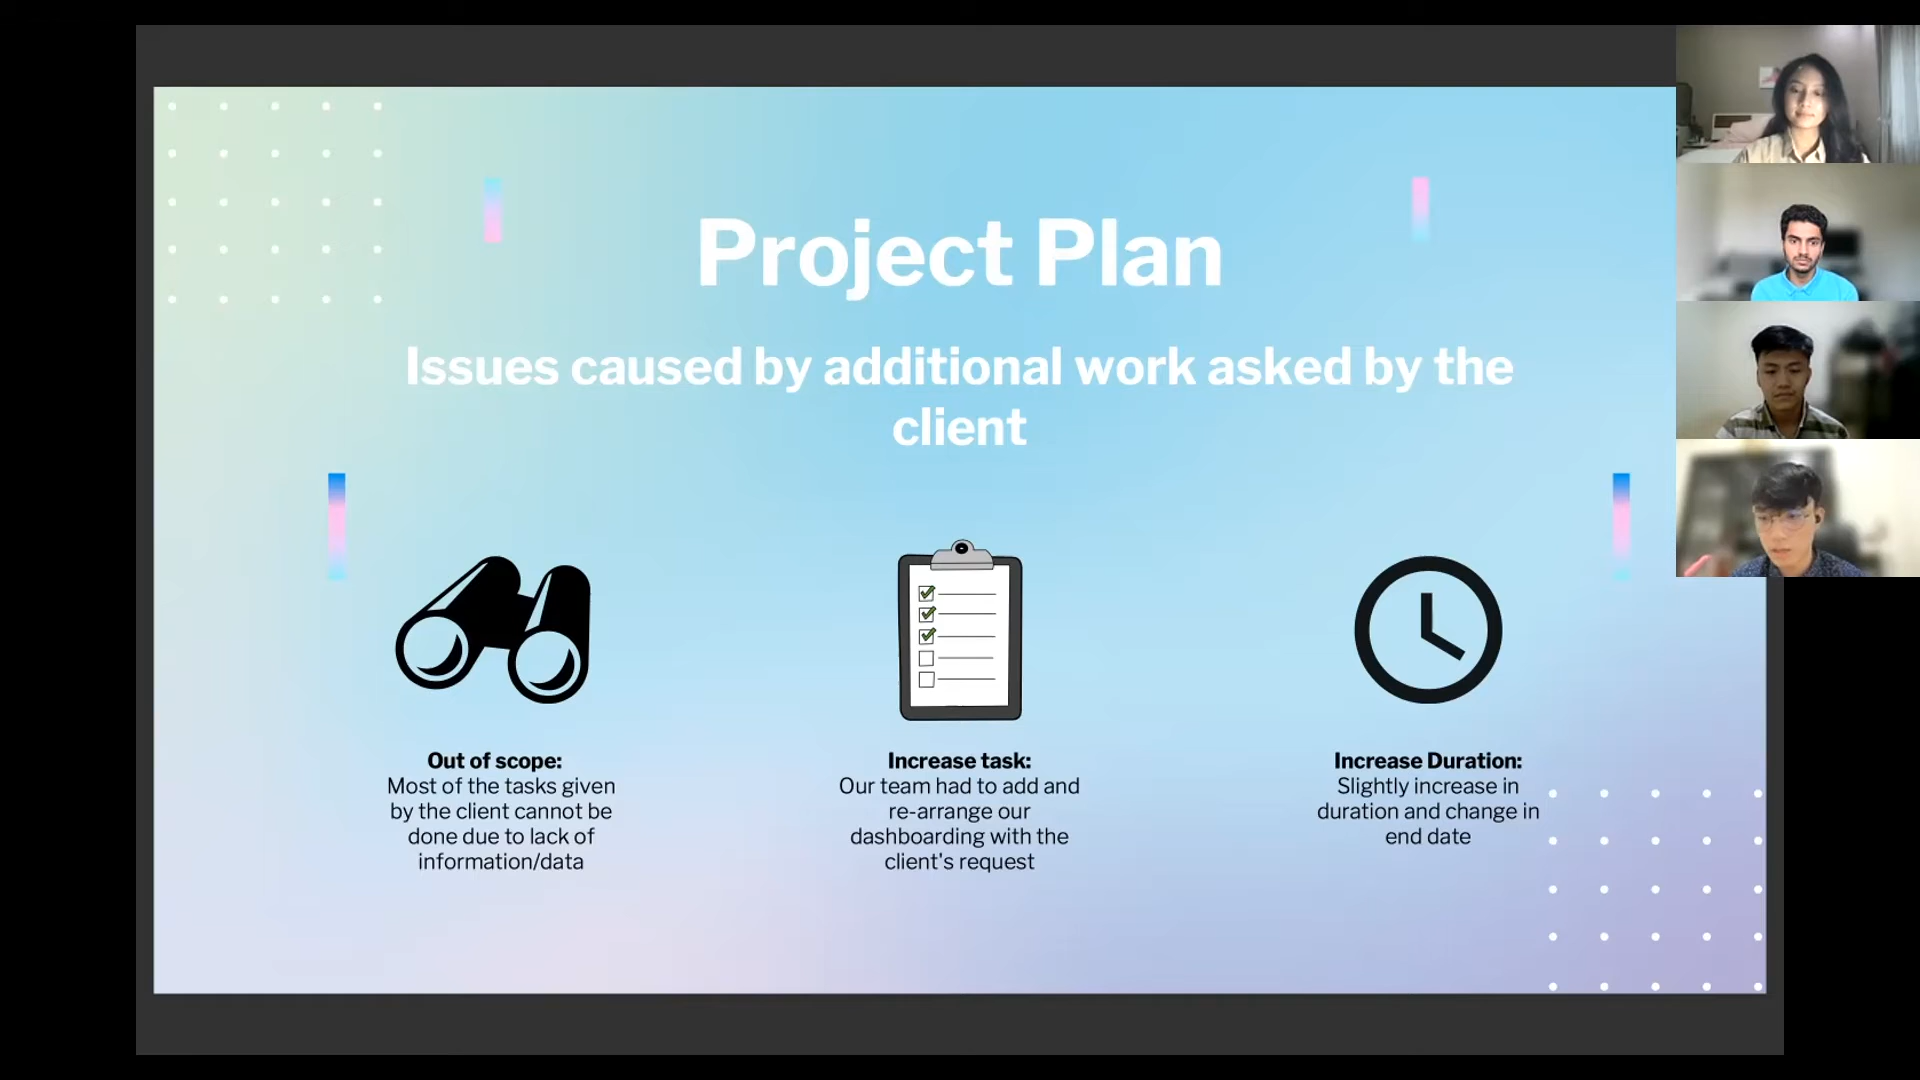 Project Plan
Issues caused by additional work asked by the
client
Out of scope:
Most of the tasks given
by the client cannot be
done due to lack of
information/data
Increase task:
Our team had to add and
re-arrange our
dashboarding with the
client's request
Increase Duration:
Slightly increase in
duration and change in
end date